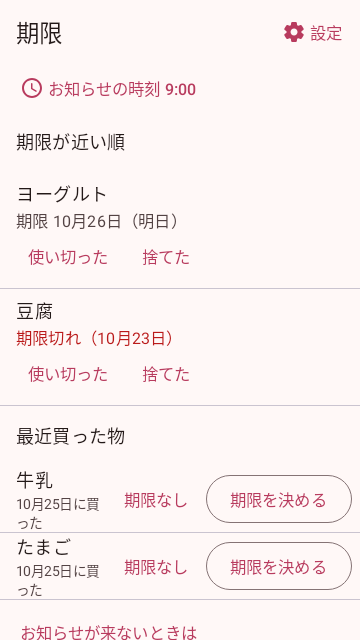 期限
設定
お知らせの時刻 9:00
期限が近い順
ヨーグルト
期限 10月26日（明日）
使い切った 捨てた
豆腐
期限切れ（10月23日）
使い切った 捨てた
最近買った物
牛乳
10月25日に買
った
期限なし
期限を決める
たまご
10月25日に買
った
期限なし
期限を決める
お知らせが来ないときは